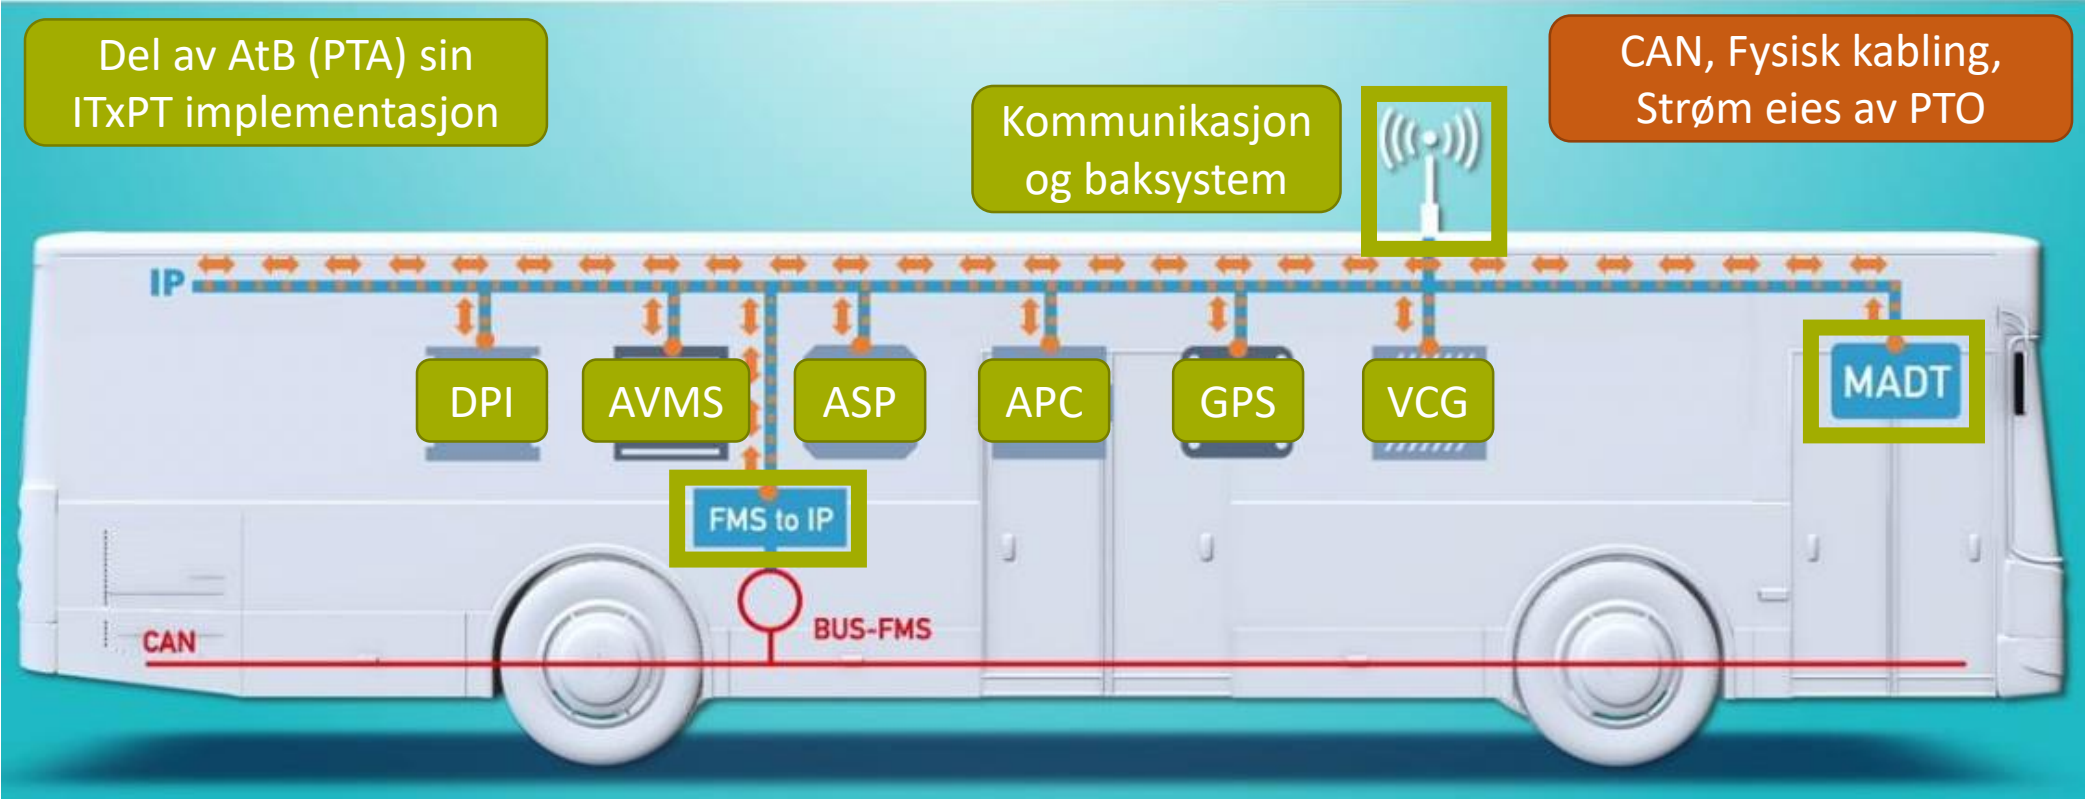 Del av AtB (PTA) sin
ITxPT implementasjon
CAN, Fysisk kabling,
Strøm eies av PTO
Kommunikasjon
og baksystem
IP
DPI
AVMS
ASP
APC
GPS
VCG
MADT
FMS to IP
BUS-FMS
CAN